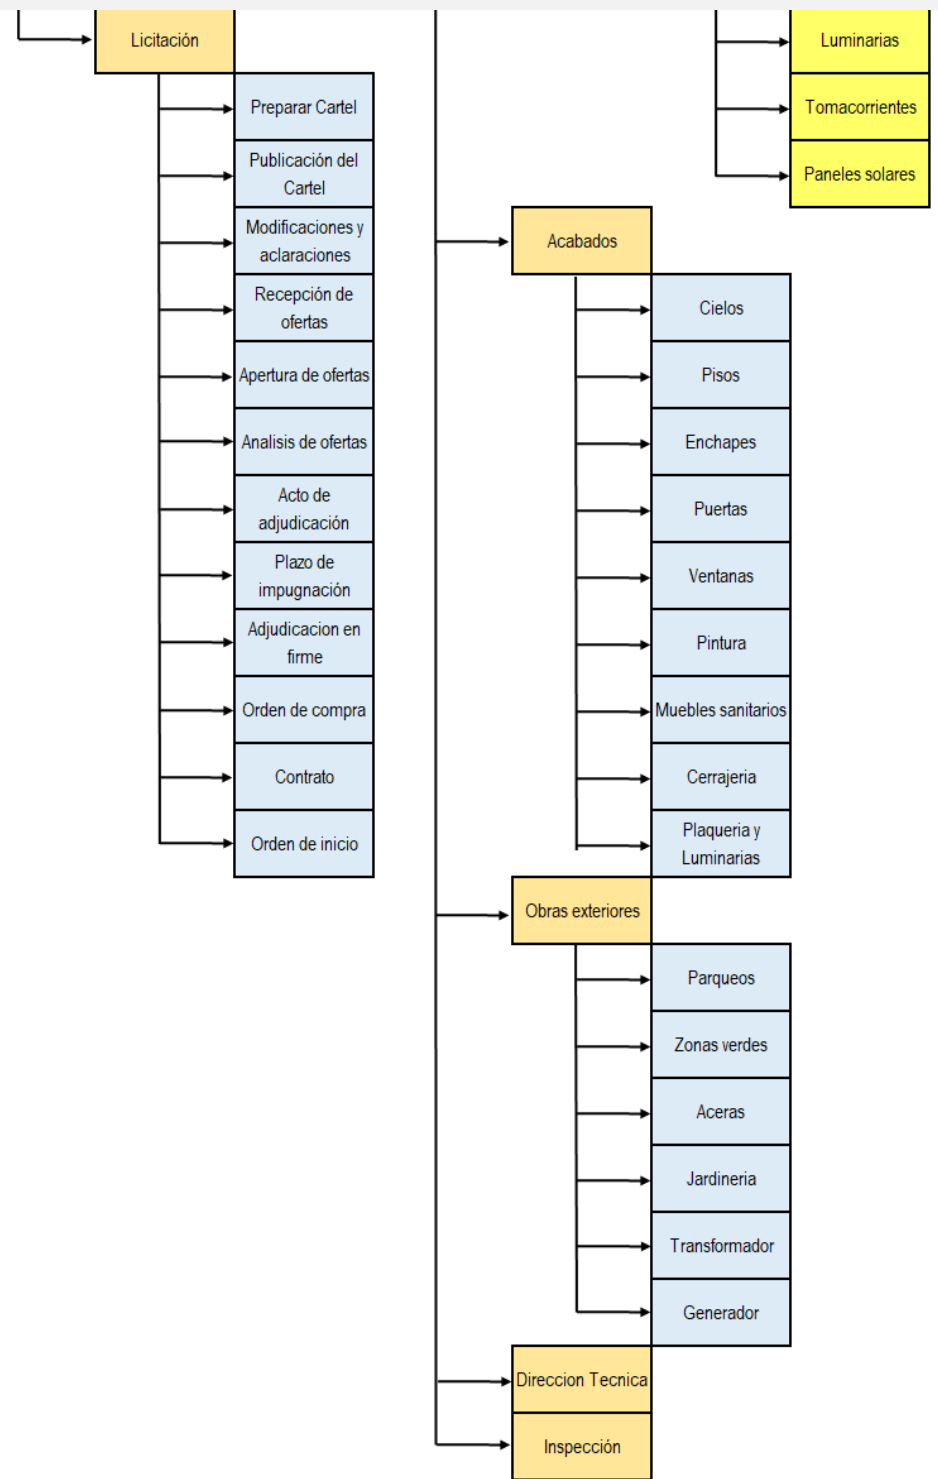 Licitación
Preparar Cartel
Publicación del
Cartel
Modificaciones y
aclaraciones
Recepción de
ofertas
Apertura de ofertas
Analisis de ofertas
Acto de
adjudicación
Plazo de
impugnación
Adjudicacion en
firme
Orden de compra
Contrato
Orden de inicio
Luminarias
Tomacorrientes
Paneles solares
Acabados
Cielos
Pisos
Enchapes
Puertas
Ventanas
Pintura
Muebles sanitarios
Cerrajeria
Plaqueria y
Luminarias
Obras exteriores
Parqueos
Zonas verdes
Aceras
Jardineria
Transformador
Generador
Direccion Tecnica
Inspección